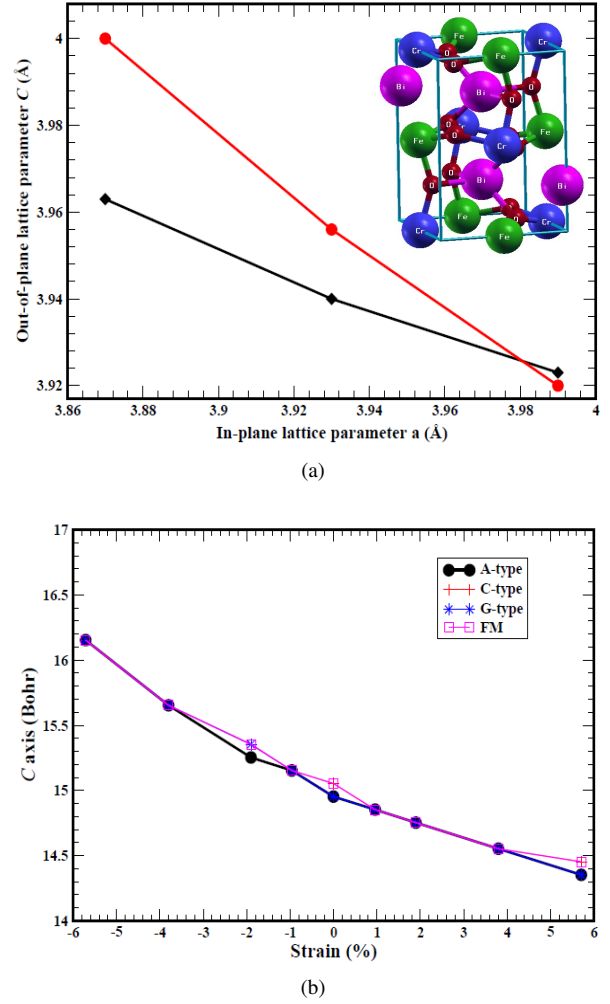 4
3.98
3.96
3.94
3.92
Out-of-plane lattice parameter C (Å)
3.86
3.88
3.9
3.92
3.94
3.96
3.98
4
In-plane lattice parameter a (Å)
Fe
Cr
Cr
O
O
Fe
Bi
Bi
O
O
O
Cr
Fe
O
Cr
Fe
O
O
Bi
Bi
Fe
O
O
Cr
Cr
Fe
(a)
17
16.5
16
15.5
15
14.5
14
C axis (Bohr)
A-type
C-type
G-type
FM
-6
-5
-4
-3
-2
-1
0
1
2
3
4
5
6
Strain (%)
(b)